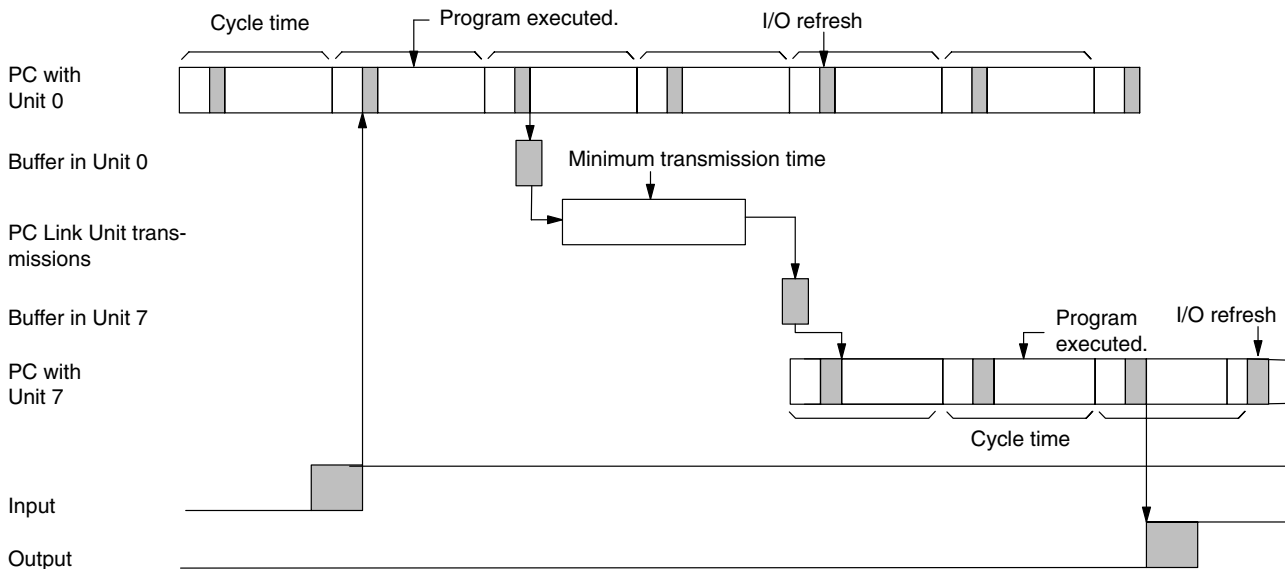 Cycle time
Program executed.
I/O refresh
PC with
Unit 0
Buffer in Unit 0
Minimum transmission time
PC Link Unit trans-
missions
Buffer in Unit 7
Program
executed.
I/O refresh
PC with
Unit 7
Cycle time
Input
Output